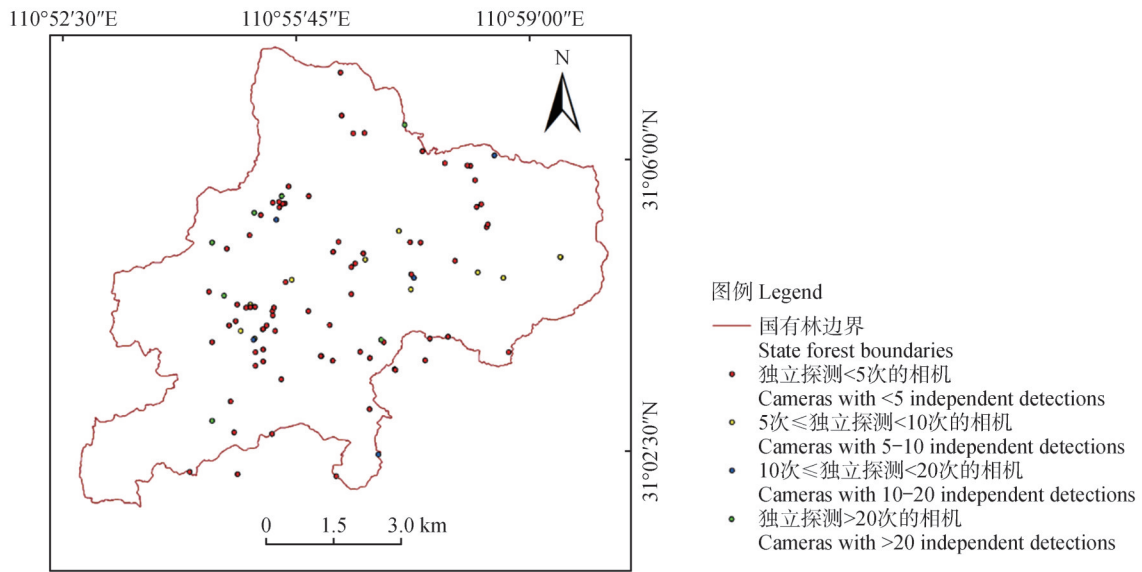 110°52′30″E 110°55′45″E 110°59′00″E
N
31°06′00″N
31°02′30″N
0 1.5 3.0 km
图例 Legend
国有林边界
State forest boundaries
独立探测<5次的相机
Cameras with <5 independent detections
5次≤独立探测<10次的相机
Cameras with 5−10 independent detections
10次≤独立探测<20次的相机
Cameras with 10−20 independent detections
独立探测>20次的相机
Cameras with >20 independent detections